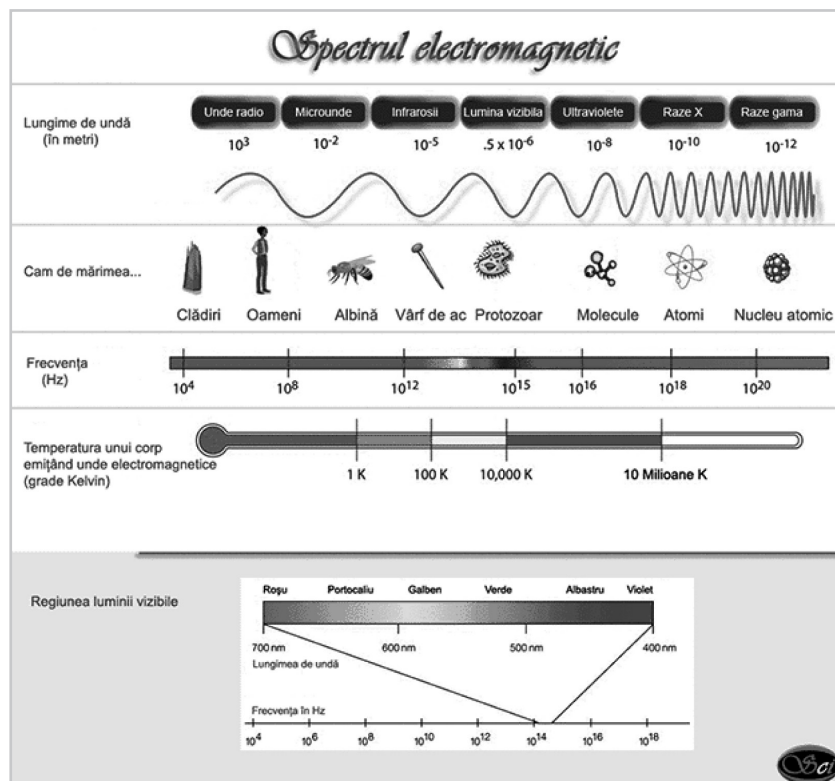 Spectrul electromagnetic
Lungime de undă
(în metri)
Unde radio Microunde Infrarosii Lumina vizibila Ultraviolete Raze X Raze gama
10³ 10⁻² 10⁻⁵ .5 x 10⁻⁶ 10⁻⁸ 10⁻¹⁰ 10⁻¹²
Cam de mărimea...
Clădiri Oameni Albină Vârf de ac Protozoar Molecule Atomi Nucleu atomic
Frecvența
(Hz)
10⁴ 10⁸ 10¹² 10¹⁵ 10¹⁶ 10¹⁸ 10²⁰
Temperatura unui corp
emițând unde electromagnetice
(grade Kelvin)
1 K 100 K 10,000 K 10 Milioane K
Regiunea luminii vizibile
Roșu Portocaliu Galben Verde Albastru Violet
700 nm 600 nm 500 nm 400 nm
Lungimea de undă
Frecvența în Hz
10⁴ 10⁶ 10⁸ 10¹⁰ 10¹² 10¹⁴ 10¹⁶ 10¹⁸